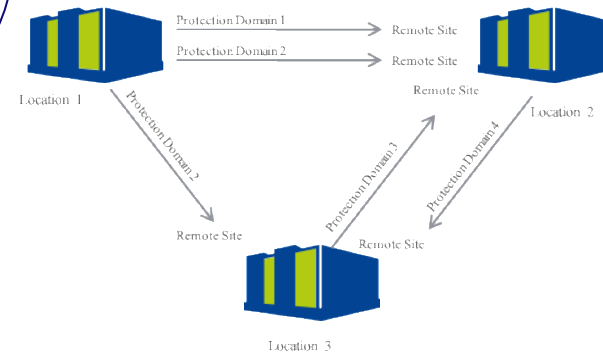 Protection Domain 1
Remote Site
Protection Domain 2
Remote Site
Remote Site
Location 1
Location 2
Protection Domain 2
Protection Domain 3
Protection Domain 4
Remote Site
Remote Site
Location 3